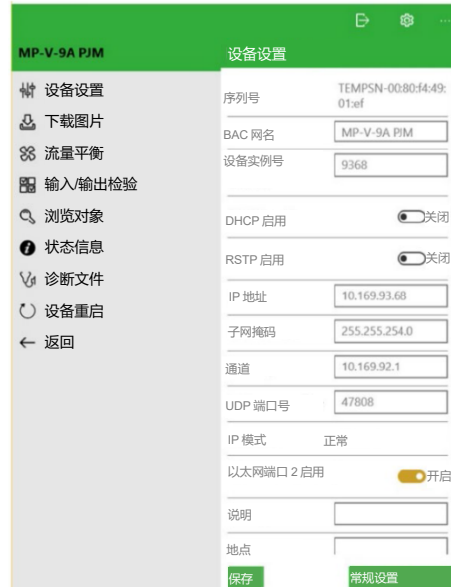 MP-V-9A PJM
设备设置
下载图片
流量平衡
输入/输出检验
浏览对象
状态信息
诊断文件
设备重启
返回
设备设置
序列号
TEMPSN-00:80:f4:49:
01:ef
BAC 网名
MP-V-9A PJM
设备实例号
9368
DHCP 启用
关闭
RSTP 启用
关闭
IP 地址
10.169.93.68
子网掩码
255.255.254.0
通道
10.169.92.1
UDP 端口号
47808
IP 模式
正常
以太网端口 2 启用
开启
说明
地点
保存
常规设置